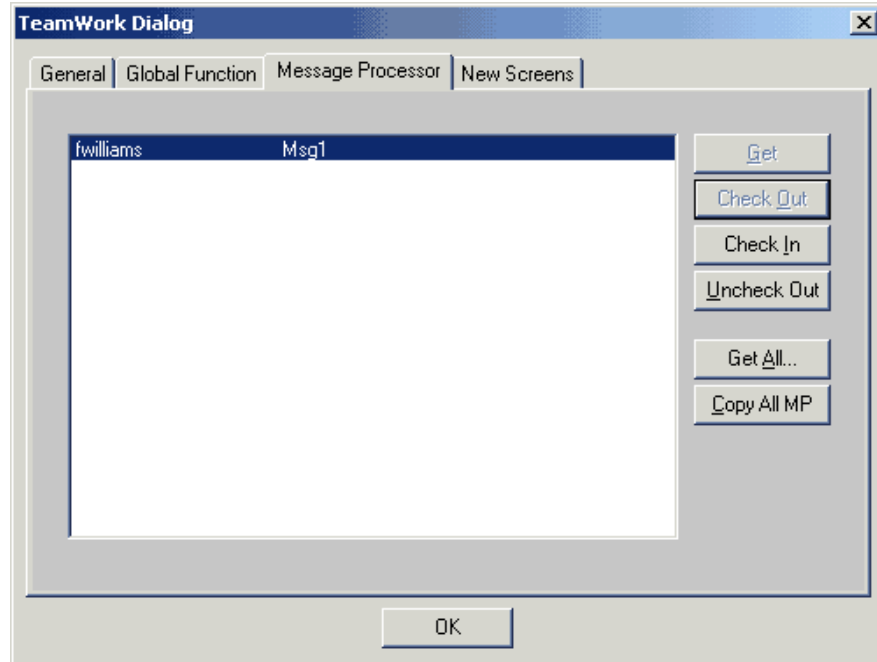 TeamWork Dialog
General Global Function Message Processor New Screens
fwilliams Msg1
Get
Check Out
Check In
Uncheck Out
Get All...
Copy All MP
OK